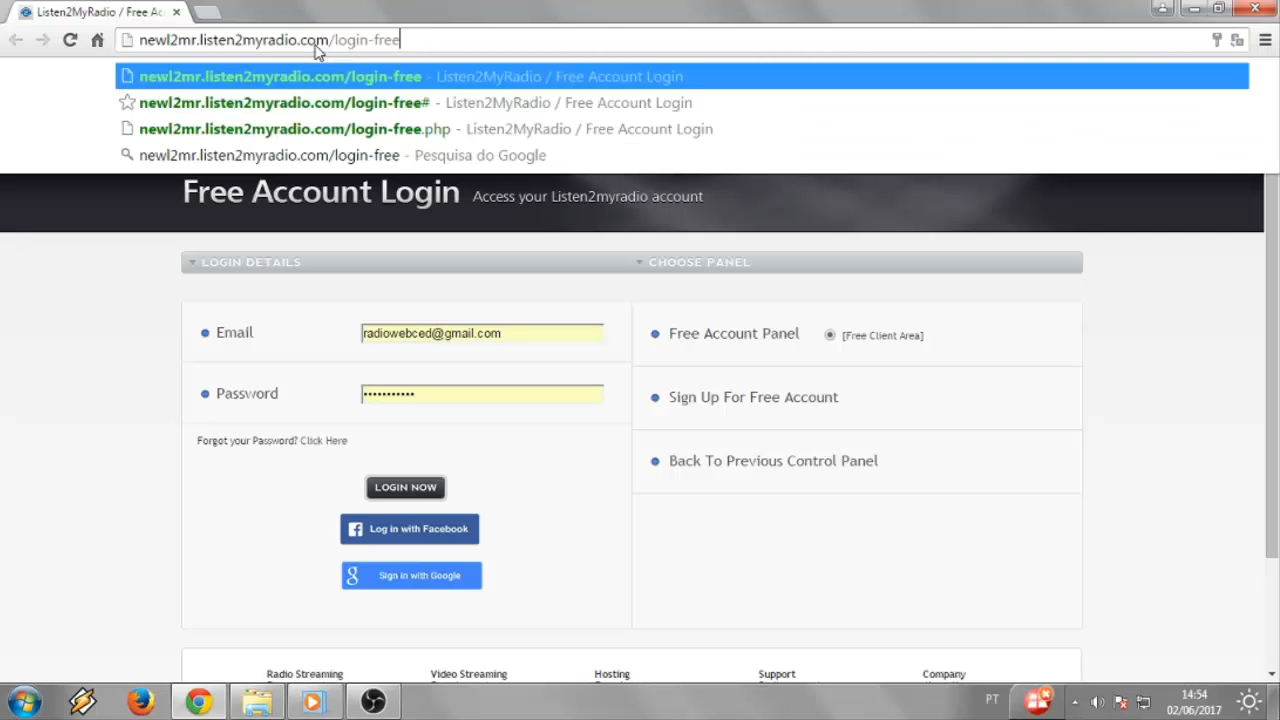 Listen2MyRadio / Free Ac
newl2mr.listen2myradio.com/login-free
newl2mr.listen2myradio.com/login-free - Listen2MyRadio / Free Account Login
newl2mr.listen2myradio.com/login-free# - Listen2MyRadio / Free Account Login
newl2mr.listen2myradio.com/login-free.php - Listen2MyRadio / Free Account Login
newl2mr.listen2myradio.com/login-free - Pesquisa do Google
Free Account Login Access your Listen2myradio account
LOGIN DETAILS CHOOSE PANEL
Email radiowebced@gmail.com Free Account Panel [Free Client Area]
Password ••••••••••• Sign Up For Free Account
Forgot your Password? Click Here
Back To Previous Control Panel
LOGIN NOW
Log in with Facebook
Sign in with Google
Radio Streaming Video Streaming Hosting Support Company
PT 14:54
02/06/2017